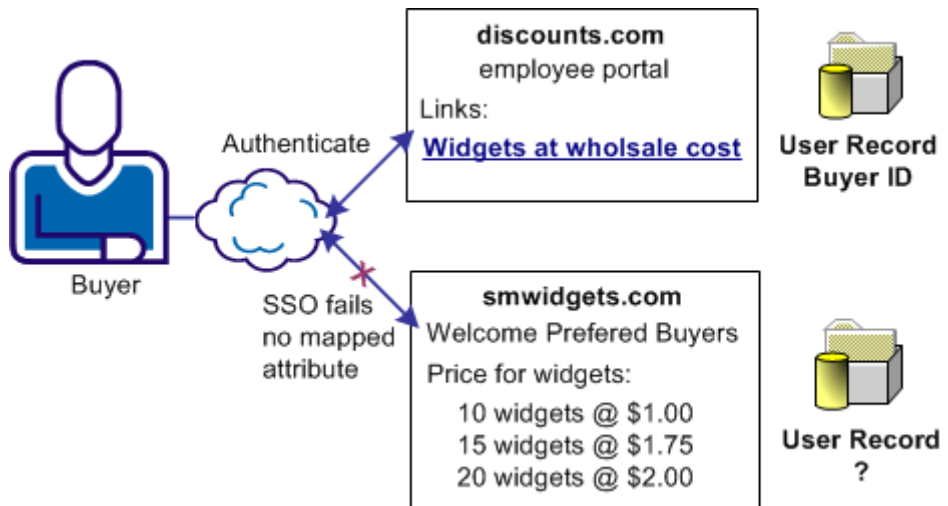 discounts.com
employee portal
Links:
Widgets at wholsale cost
User Record
Buyer ID
Authenticate
Buyer
SSO fails
no mapped
attribute
smwidgets.com
Welcome Prefered Buyers
Price for widgets:
10 widgets @ $1.00
15 widgets @ $1.75
20 widgets @ $2.00
User Record
?